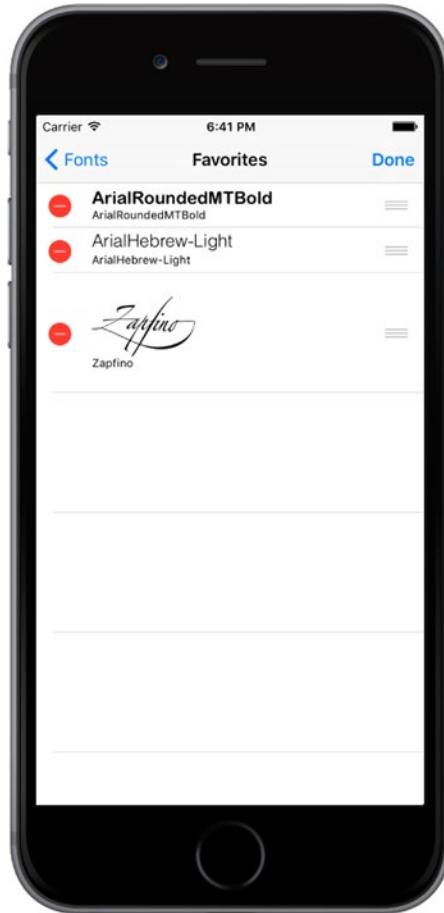 Carrier 6:41 PM
Fonts Favorites Done
ArialRoundedMTBold
ArialRoundedMTBold
ArialHebrew-Light
ArialHebrew-Light
Zapfino
Zapfino